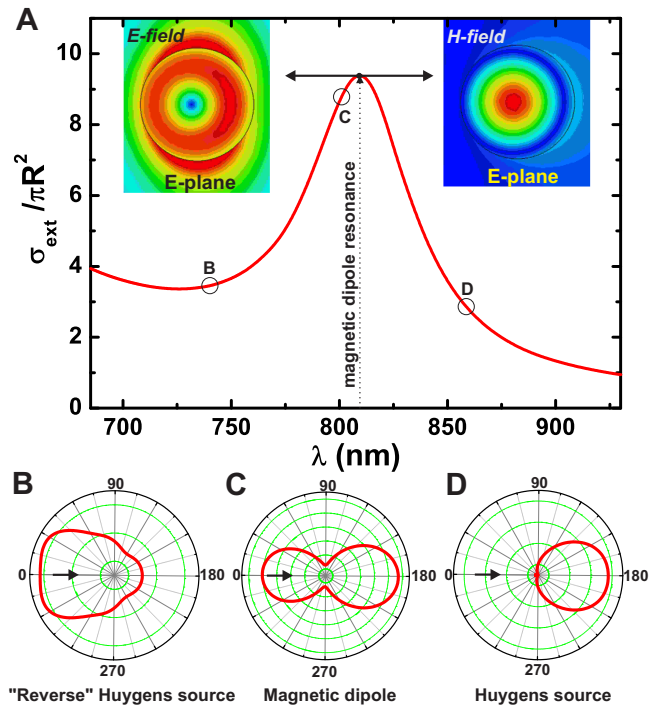 A
E-field
E-plane
H-field
E-plane
σext /πR²
10
8
6
4
2
0
B
C
D
magnetic dipole resonance
700 750 800 850 900
λ (nm)
B
90
0
180
270
"Reverse" Huygens source
C
90
0
180
270
Magnetic dipole
D
90
0
180
270
Huygens source